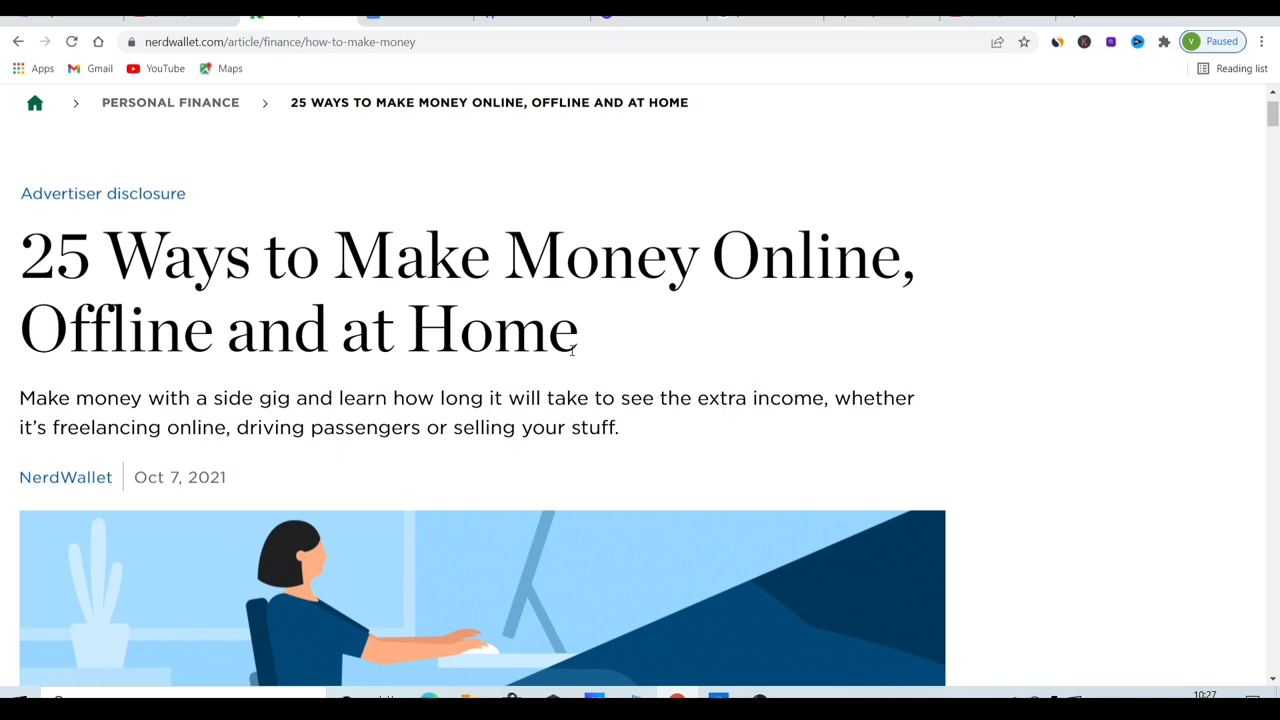 nerdwallet.com/article/finance/how-to-make-money
V Paused
Apps Gmail YouTube Maps Reading list
PERSONAL FINANCE > 25 WAYS TO MAKE MONEY ONLINE, OFFLINE AND AT HOME
Advertiser disclosure
25 Ways to Make Money Online,
Offline and at Home
Make money with a side gig and learn how long it will take to see the extra income, whether
it’s freelancing online, driving passengers or selling your stuff.
NerdWallet Oct 7, 2021
10:27